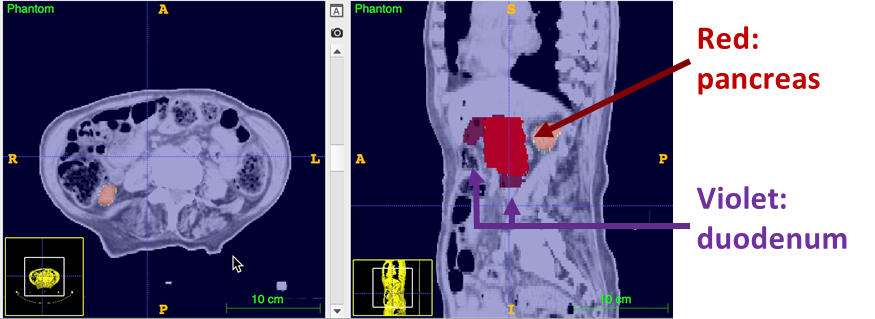 Phantom
A
R
L
P
10 cm
A
Phantom
S
A
P
I
10 cm
Red:
pancreas
Violet:
duodenum